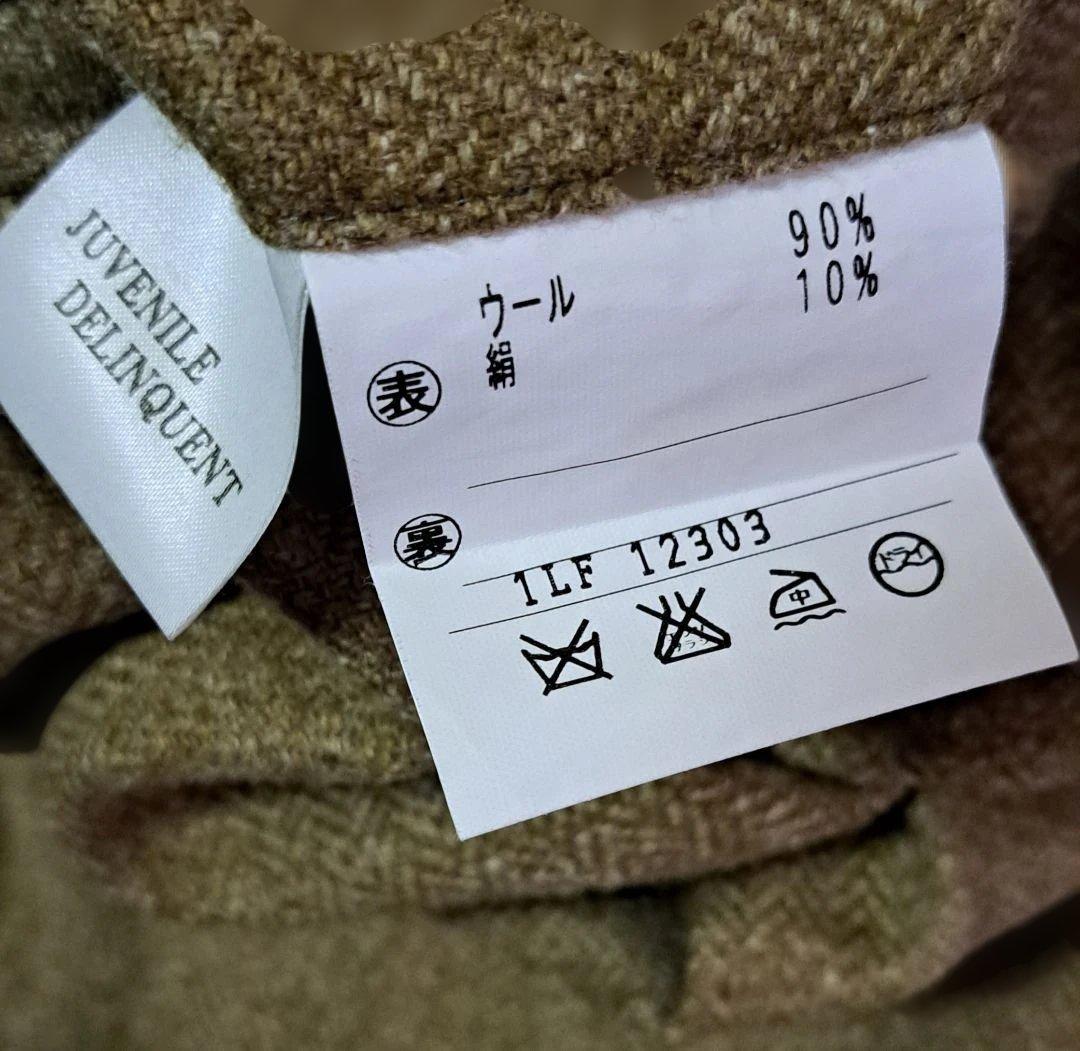 JUVENILE
DELINQUENT
表
ウール 90%
絹 10%
裏
1LF 12303
中
ドライ